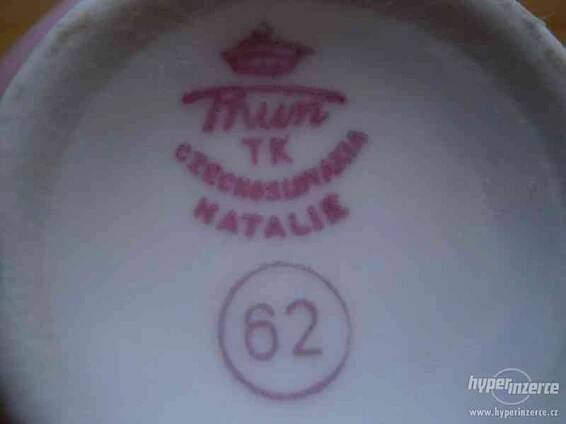 Thun
TK
CZECHOSLOVAKIA
NATALIE
62
hyperinzerce
www.hyperinzerce.cz